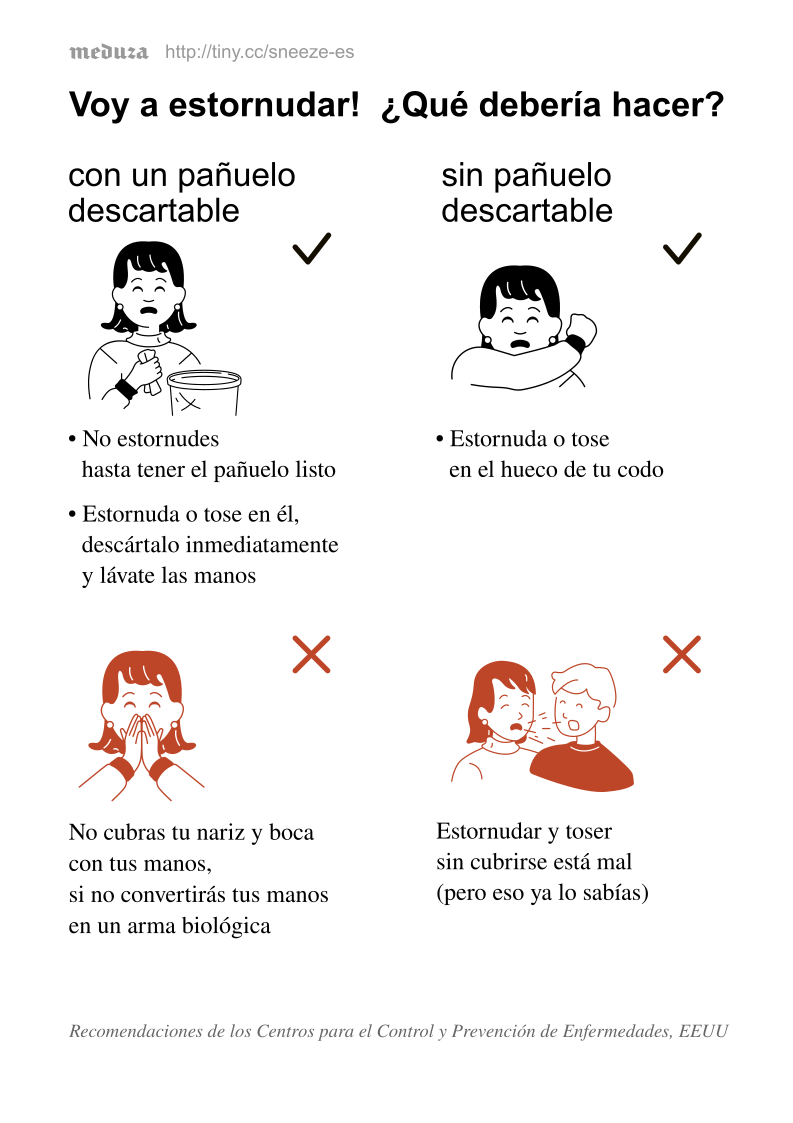 meduza http://tiny.cc/sneeze-es
Voy a estornudar! ¿Qué debería hacer?
con un pañuelo
descartable
• No estornudes
hasta tener el pañuelo listo
• Estornuda o tose en él,
descártalo inmediatamente
y lávate las manos
sin pañuelo
descartable
• Estornuda o tose
en el hueco de tu codo
No cubras tu nariz y boca
con tus manos,
si no convertirás tus manos
en un arma biológica
Estornudar y toser
sin cubrirse está mal
(pero eso ya lo sabías)
Recomendaciones de los Centros para el Control y Prevención de Enfermedades, EEUU